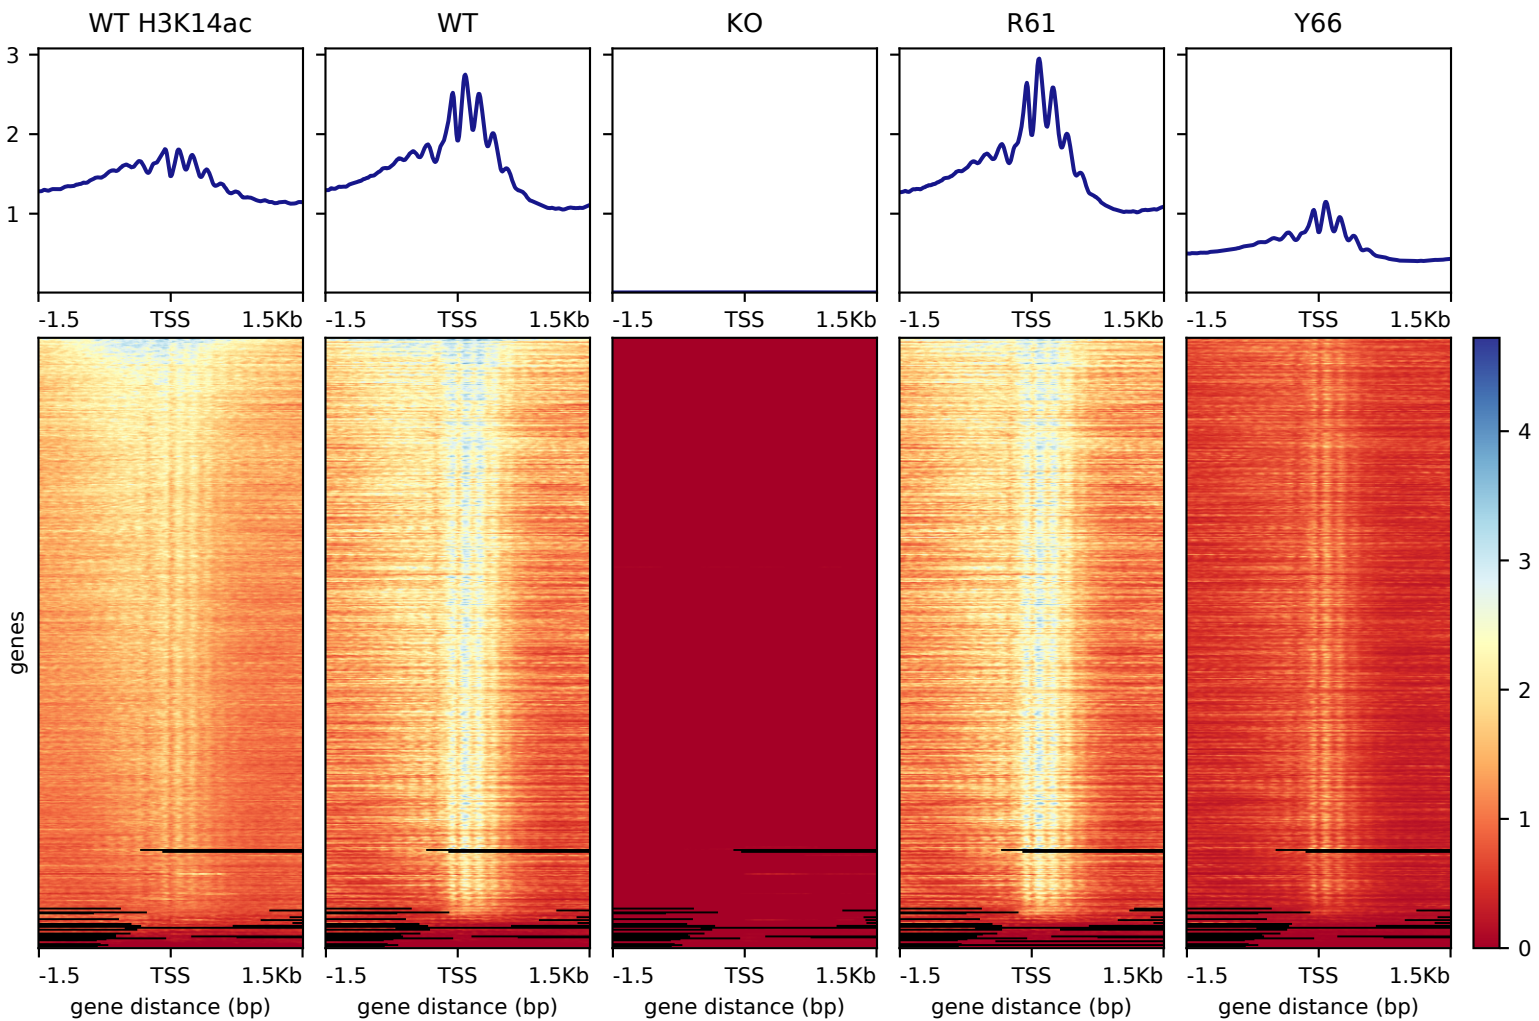 WT H3K14ac WT KO R61 Y66
3
2
1
-1.5 TSS 1.5Kb -1.5 TSS 1.5Kb -1.5 TSS 1.5Kb -1.5 TSS 1.5Kb -1.5 TSS 1.5Kb
genes
4
3
2
1
0
-1.5 TSS 1.5Kb -1.5 TSS 1.5Kb -1.5 TSS 1.5Kb -1.5 TSS 1.5Kb -1.5 TSS 1.5Kb
gene distance (bp) gene distance (bp) gene distance (bp) gene distance (bp) gene distance (bp)